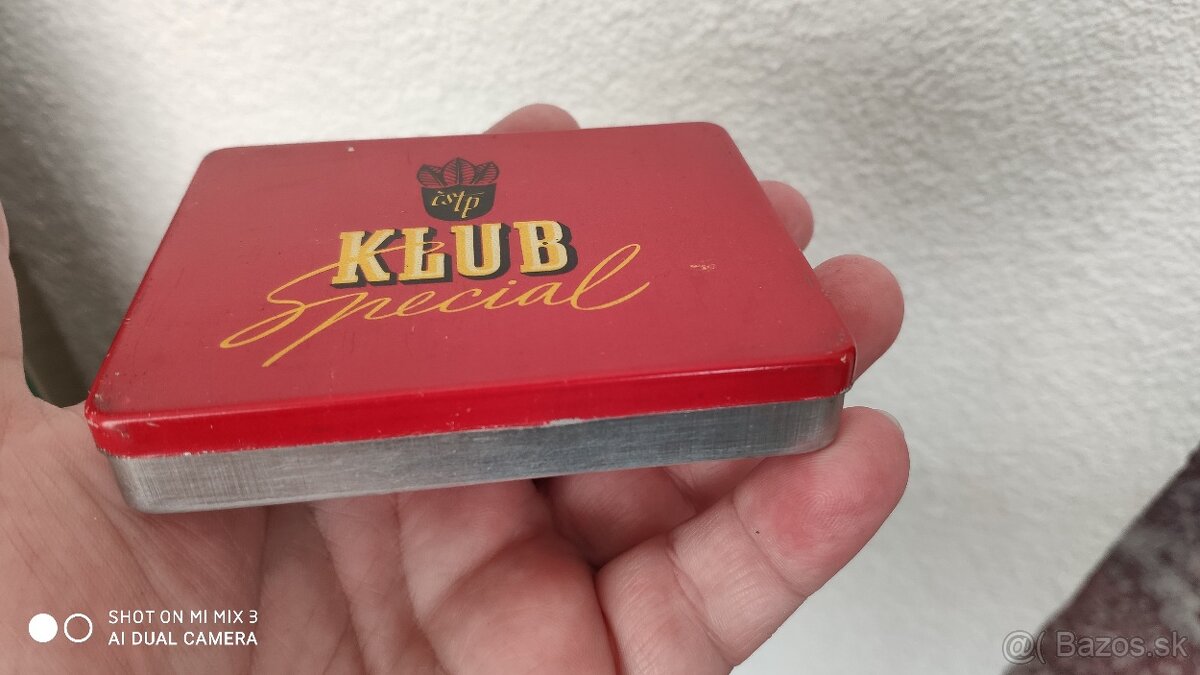 čstp
KLUB
Special
SHOT ON MI MIX 3
AI DUAL CAMERA
@( Bazos.sk